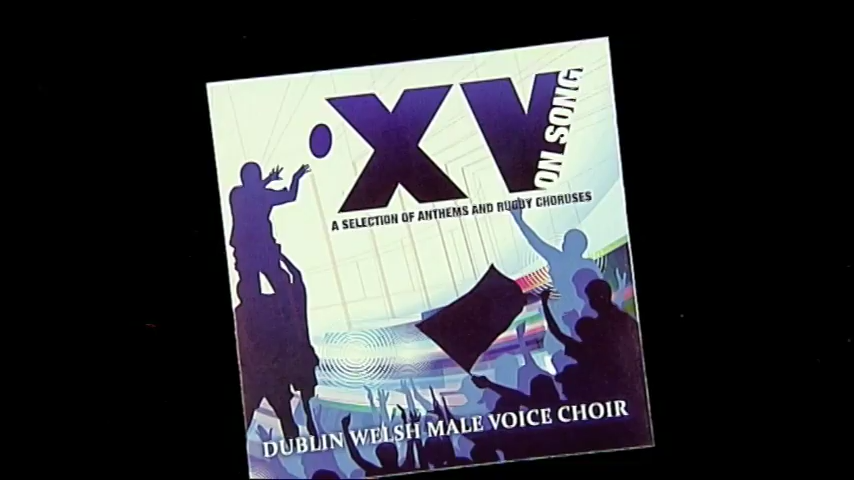 XV
ON SONG
A SELECTION OF ANTHEMS AND RUGBY CHORUSES
DUBLIN WELSH MALE VOICE CHOIR